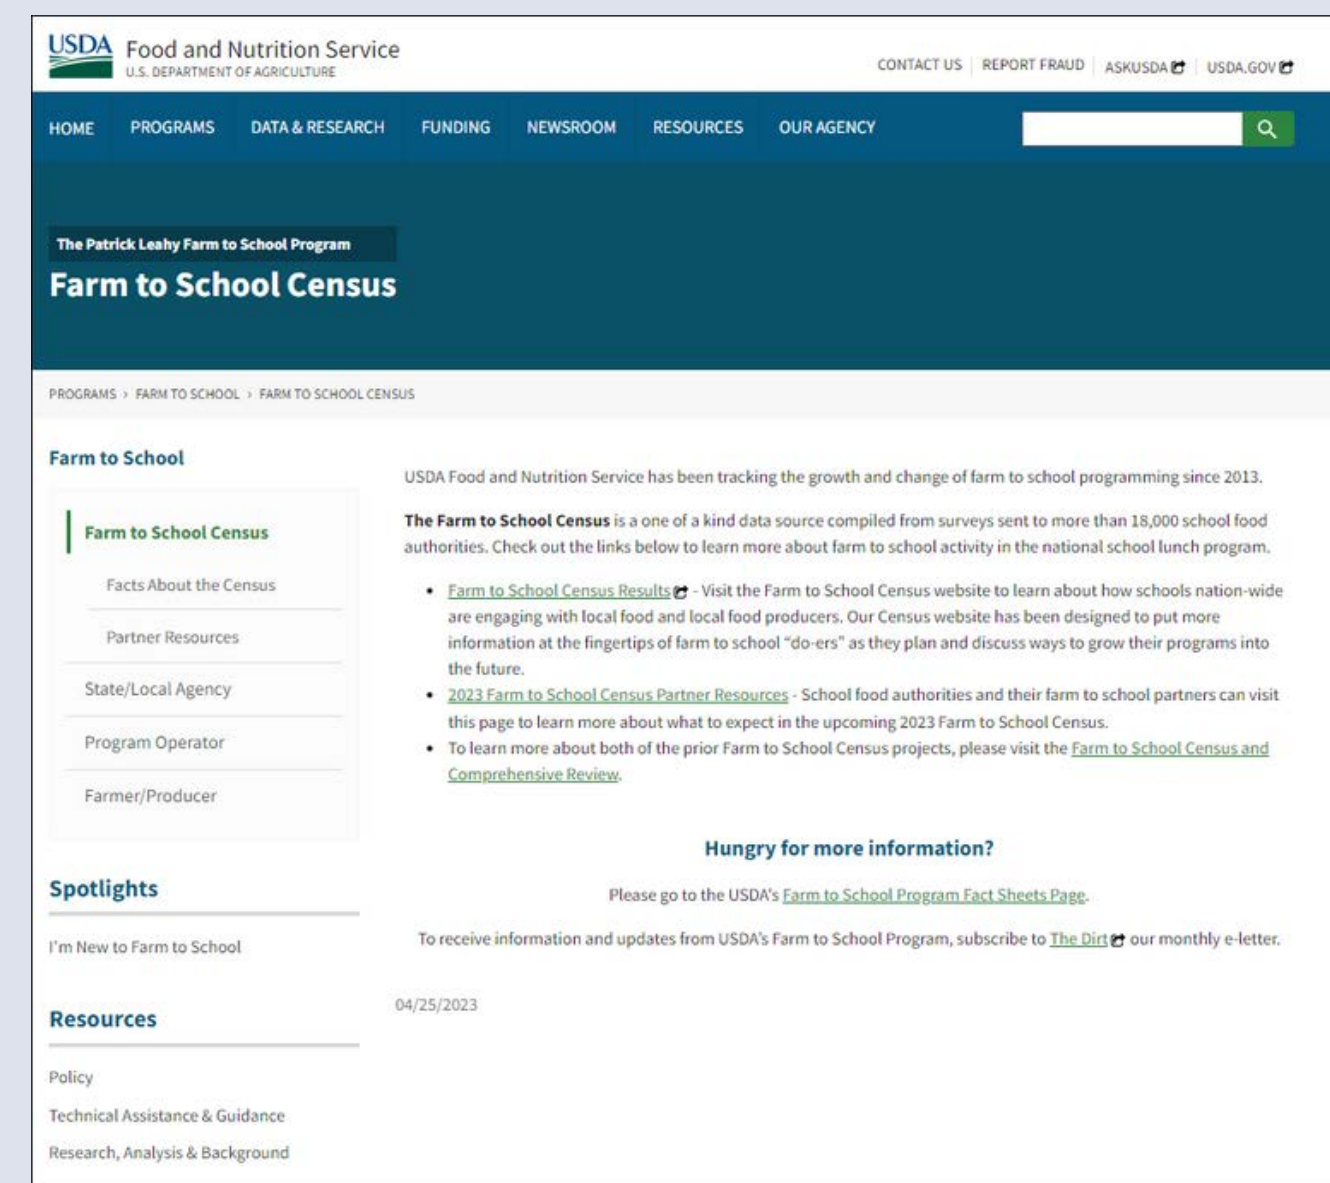 USDA Food and Nutrition Service
U.S. DEPARTMENT OF AGRICULTURE
CONTACT US REPORT FRAUD ASKUSDA USDA.GOV
HOME PROGRAMS DATA & RESEARCH FUNDING NEWSROOM RESOURCES OUR AGENCY
The Patrick Leahy Farm to School Program
Farm to School Census
PROGRAMS > FARM TO SCHOOL > FARM TO SCHOOL CENSUS
Farm to School
Farm to School Census
Facts About the Census
Partner Resources
State/Local Agency
Program Operator
Farmer/Producer
Spotlights
I'm New to Farm to School
Resources
Policy
Technical Assistance & Guidance
Research, Analysis & Background
USDA Food and Nutrition Service has been tracking the growth and change of farm to school programming since 2013.
The Farm to School Census is a one of a kind data source compiled from surveys sent to more than 18,000 school food
authorities. Check out the links below to learn more about farm to school activity in the national school lunch program.
• Farm to School Census Results - Visit the Farm to School Census website to learn about how schools nation-wide
are engaging with local food and local food producers. Our Census website has been designed to put more
information at the fingertips of farm to school “do-ers” as they plan and discuss ways to grow their programs into
the future.
• 2023 Farm to School Census Partner Resources - School food authorities and their farm to school partners can visit
this page to learn more about what to expect in the upcoming 2023 Farm to School Census.
• To learn more about both of the prior Farm to School Census projects, please visit the Farm to School Census and
Comprehensive Review.
Hungry for more information?
Please go to the USDA's Farm to School Program Fact Sheets Page.
To receive information and updates from USDA's Farm to School Program, subscribe to The Dirt our monthly e-letter.
04/25/2023